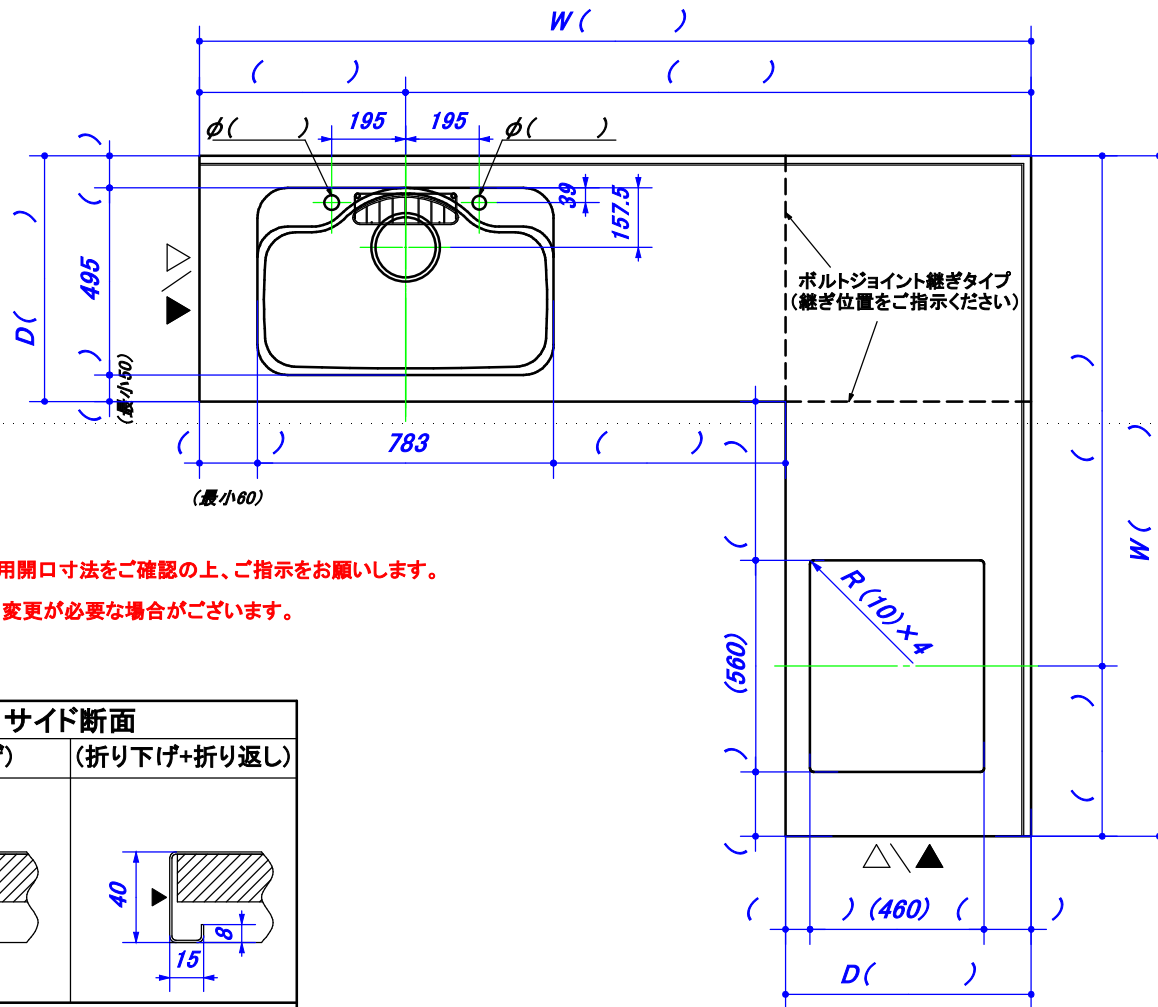 W (        )
(        ) (        )
φ(        ) 195 195 φ(        )
39
157.5
D(        )
(        )
495
(        )
(最小50)
ボルトジョイント継ぎタイプ
(継ぎ位置をご指示ください)
(        ) 783 (        )
(最小60)
(        )
(        )
W (        )
用開口寸法をご確認の上、ご指示をお願いします。
変更が必要な場合がございます。
R (10)×4
(560)
(        )
(        )
サイド断面
) (折り下げ+折り返し)
40
8
15
(        ) (460) (        )
D(        )